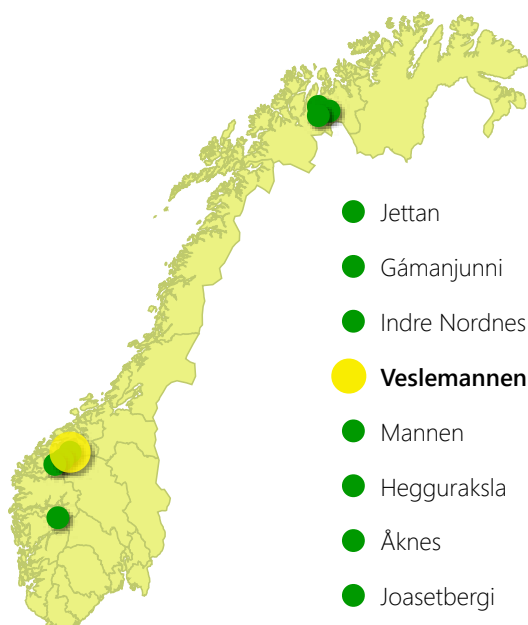 Jettan
Gámanjunni
Indre Nordnes
Veslemannen
Mannen
Hegguraksla
Åknes
Joasetbergi